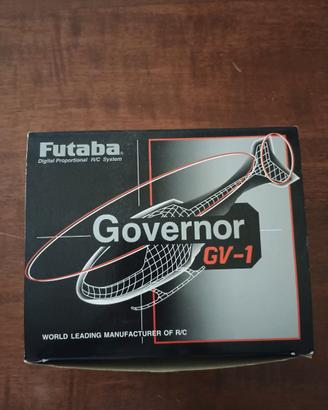 Futaba
Digital Proportional R/C System
Governor
GV-1
WORLD LEADING MANUFACTURER OF R/C